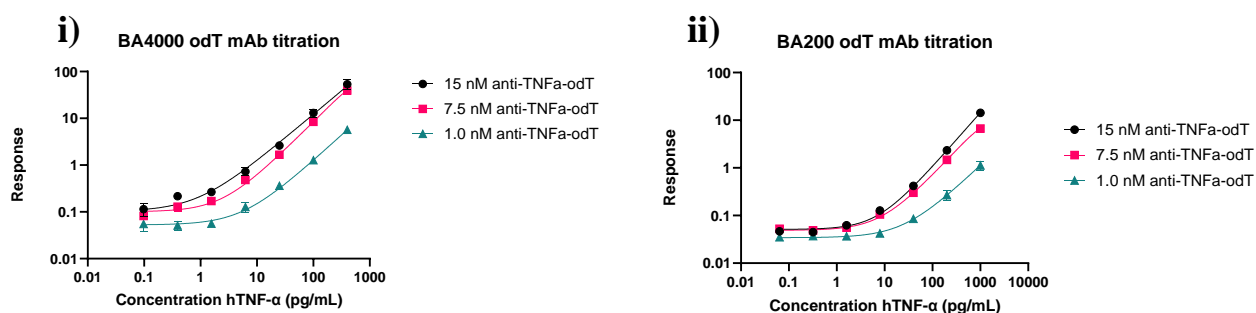 i)
BA4000 odT mAb titration
100
10
1
0.1
0.01
Response
0.01
0.1
1
10
100
1000
Concentration hTNF-α (pg/mL)
15 nM anti-TNFa-odT
7.5 nM anti-TNFa-odT
1.0 nM anti-TNFa-odT
ii)
BA200 odT mAb titration
100
10
1
0.1
0.01
Response
0.01
0.1
1
10
100
1000
10000
Concentration hTNF-α (pg/mL)
15 nM anti-TNFa-odT
7.5 nM anti-TNFa-odT
1.0 nM anti-TNFa-odT